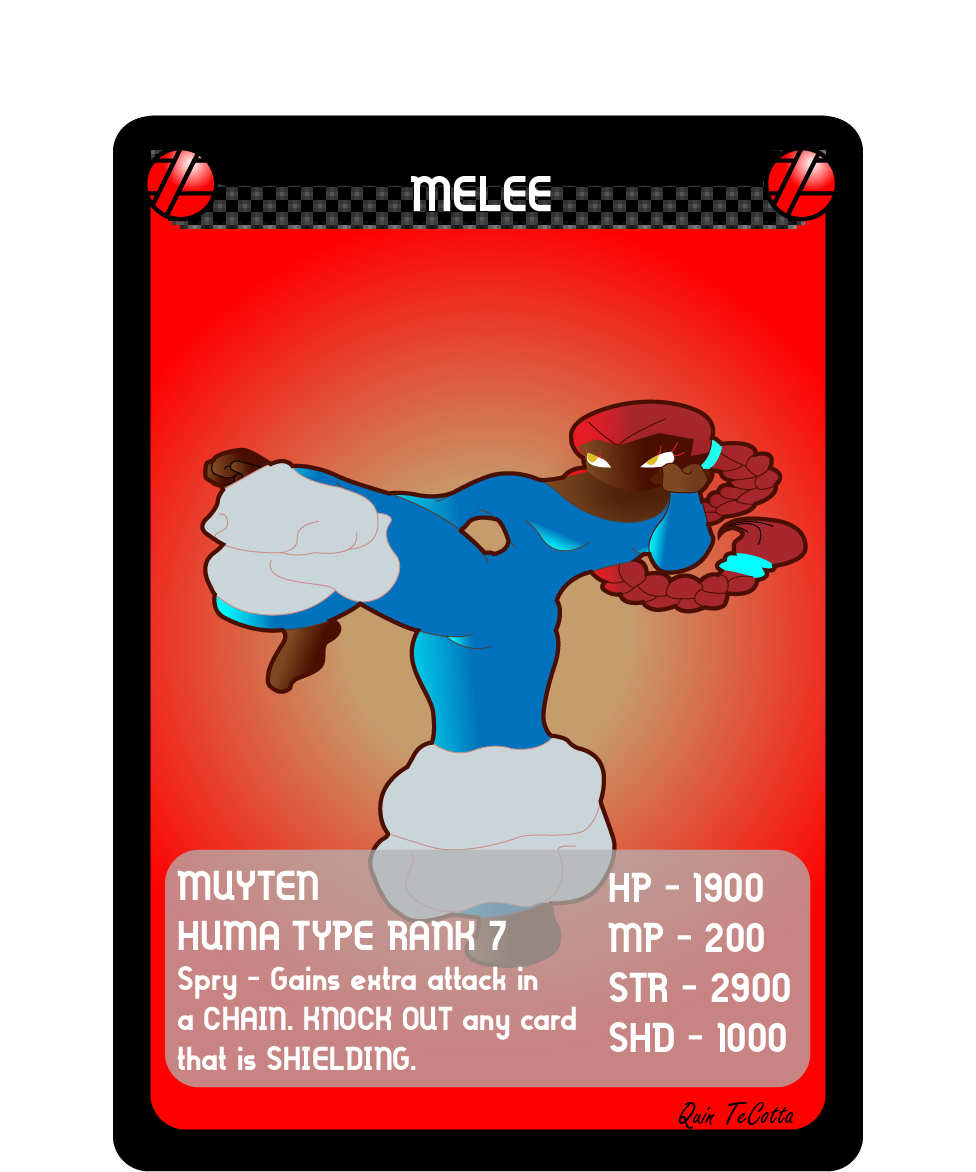 MELEE
MUYTEN
HUMA TYPE RANK 7
Spry - Gains extra attack in
a CHAIN. KNOCK OUT any card
that is SHIELDING.
HP - 1900
MP - 200
STR - 2900
SHD - 1000
Quin TeCotta